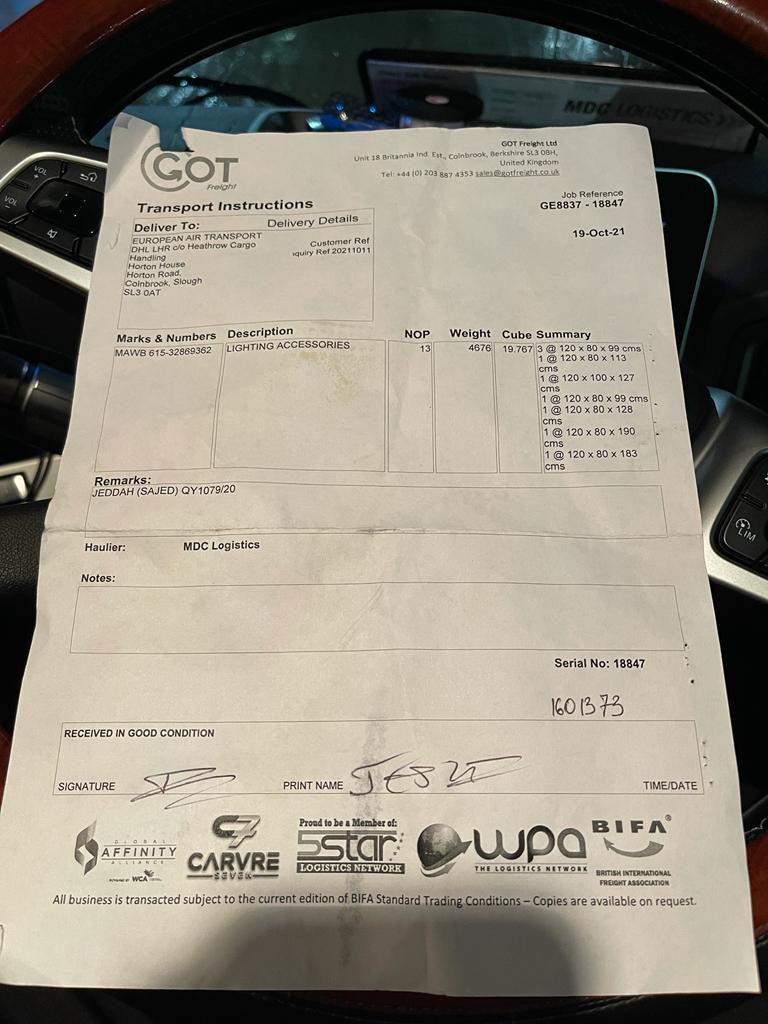 MDC LOGISTICS
VOL
+
VOL
-
LIM
GOT
Freight
GOT Freight Ltd
Unit 18 Britannia Ind. Est., Colnbrook, Berkshire SL3 0BH,
United Kingdom
Tel: +44 (0) 203 887 4353 sales@gotfreight.co.uk
Job Reference
GE8837 - 18847
19-Oct-21
Transport Instructions
Deliver To: Delivery Details
EUROPEAN AIR TRANSPORT
DHL LHR c/o Heathrow Cargo
Handling
Horton House
Horton Road,
Colnbrook, Slough
SL3 0AT
Customer Ref
iquiry Ref 20211011
Marks & Numbers Description NOP Weight Cube Summary
MAWB 615-32869362 LIGHTING ACCESSORIES 13 4676 19.767 3 @ 120 x 80 x 99 cms
1 @ 120 x 80 x 113
cms
1 @ 120 x 100 x 127
cms
1 @ 120 x 80 x 99 cms
1 @ 120 x 80 x 128
cms
1 @ 120 x 80 x 190
cms
1 @ 120 x 80 x 183
cms
Remarks:
JEDDAH (SAJED) QY1079/20
Haulier: MDC Logistics
Notes:
Serial No: 18847
1601373
RECEIVED IN GOOD CONDITION
SIGNATURE PRINT NAME TIME/DATE
GLOBAL
AFFINITY
ALLIANCE
POWERED BY WCA
CARVRE
SEVEN
Proud to be a Member of:
5star
LOGISTICS NETWORK
wpa
THE LOGISTICS NETWORK
BIFA®
BRITISH INTERNATIONAL
FREIGHT ASSOCIATION
All business is transacted subject to the current edition of BIFA Standard Trading Conditions – Copies are available on request.